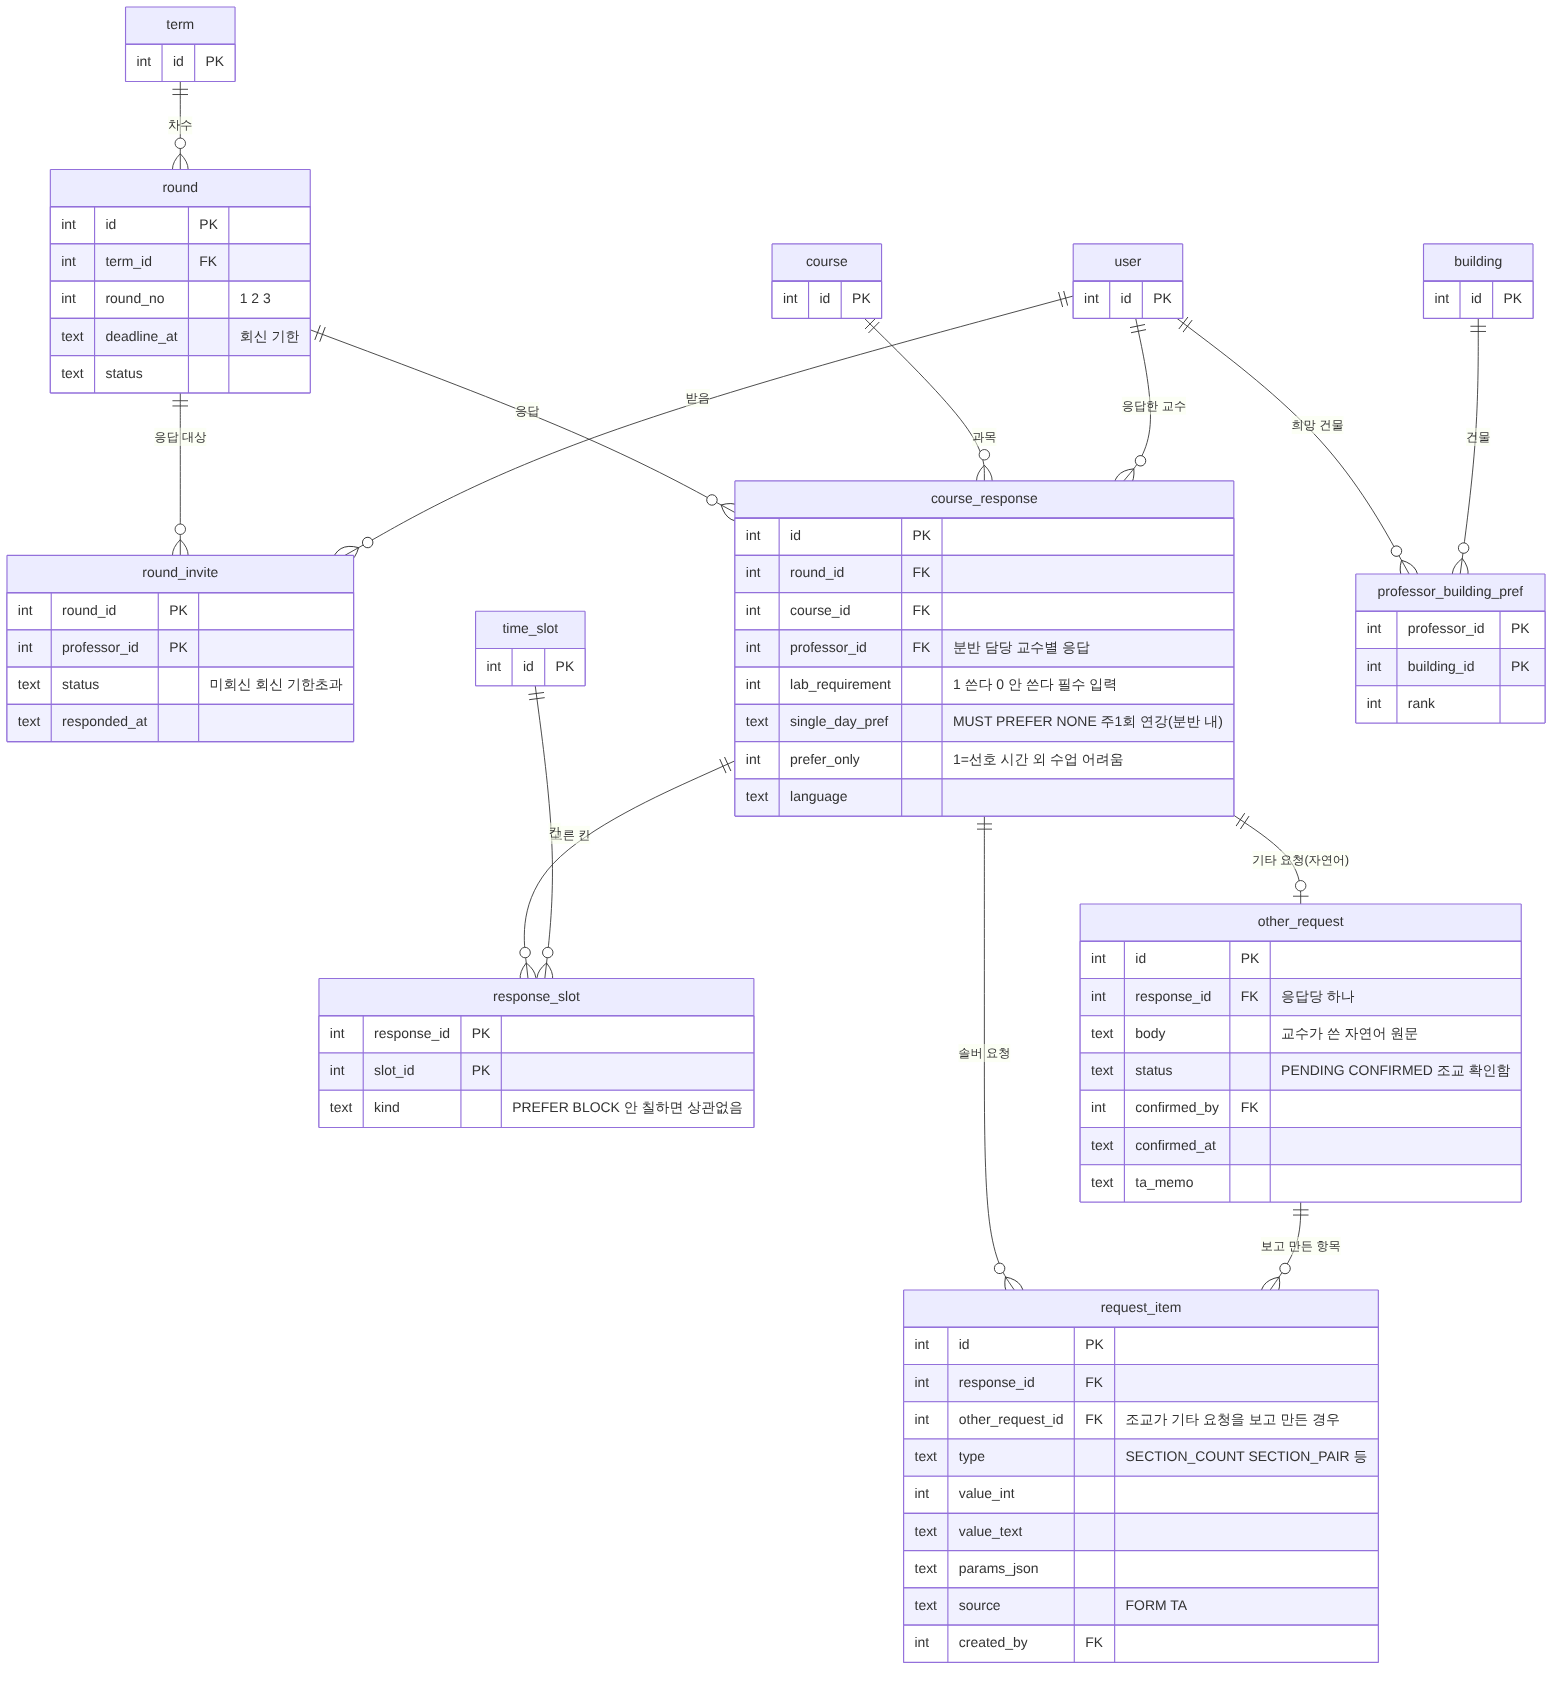 term
int id PK
차수
round
int id PK
int term_id FK
int round_no 1 2 3
text deadline_at 회신 기한
text status
course
int id PK
user
int id PK
building
int id PK
응답 대상
응답
받음
과목
응답한 교수
희망 건물
건물
round_invite
int round_id PK
int professor_id PK
text status 미회신 회신 기한초과
text responded_at
time_slot
int id PK
course_response
int id PK
int round_id FK
int course_id FK
int professor_id FK 분반 담당 교수별 응답
int lab_requirement 1 쓴다 0 안 쓴다 필수 입력
text single_day_pref MUST PREFER NONE 주1회 연강(분반 내)
int prefer_only 1=선호 시간 외 수업 어려움
text language
professor_building_pref
int professor_id PK
int building_id PK
int rank
칸
른 칸
기타 요청(자연어)
response_slot
int response_id PK
int slot_id PK
text kind PREFER BLOCK 안 칠하면 상관없음
솔버 요청
other_request
int id PK
int response_id FK 응답당 하나
text body 교수가 쓴 자연어 원문
text status PENDING CONFIRMED 조교 확인함
int confirmed_by FK
text confirmed_at
text ta_memo
보고 만든 항목
request_item
int id PK
int response_id FK
int other_request_id FK 조교가 기타 요청을 보고 만든 경우
text type SECTION_COUNT SECTION_PAIR 등
int value_int
text value_text
text params_json
text source FORM TA
int created_by FK